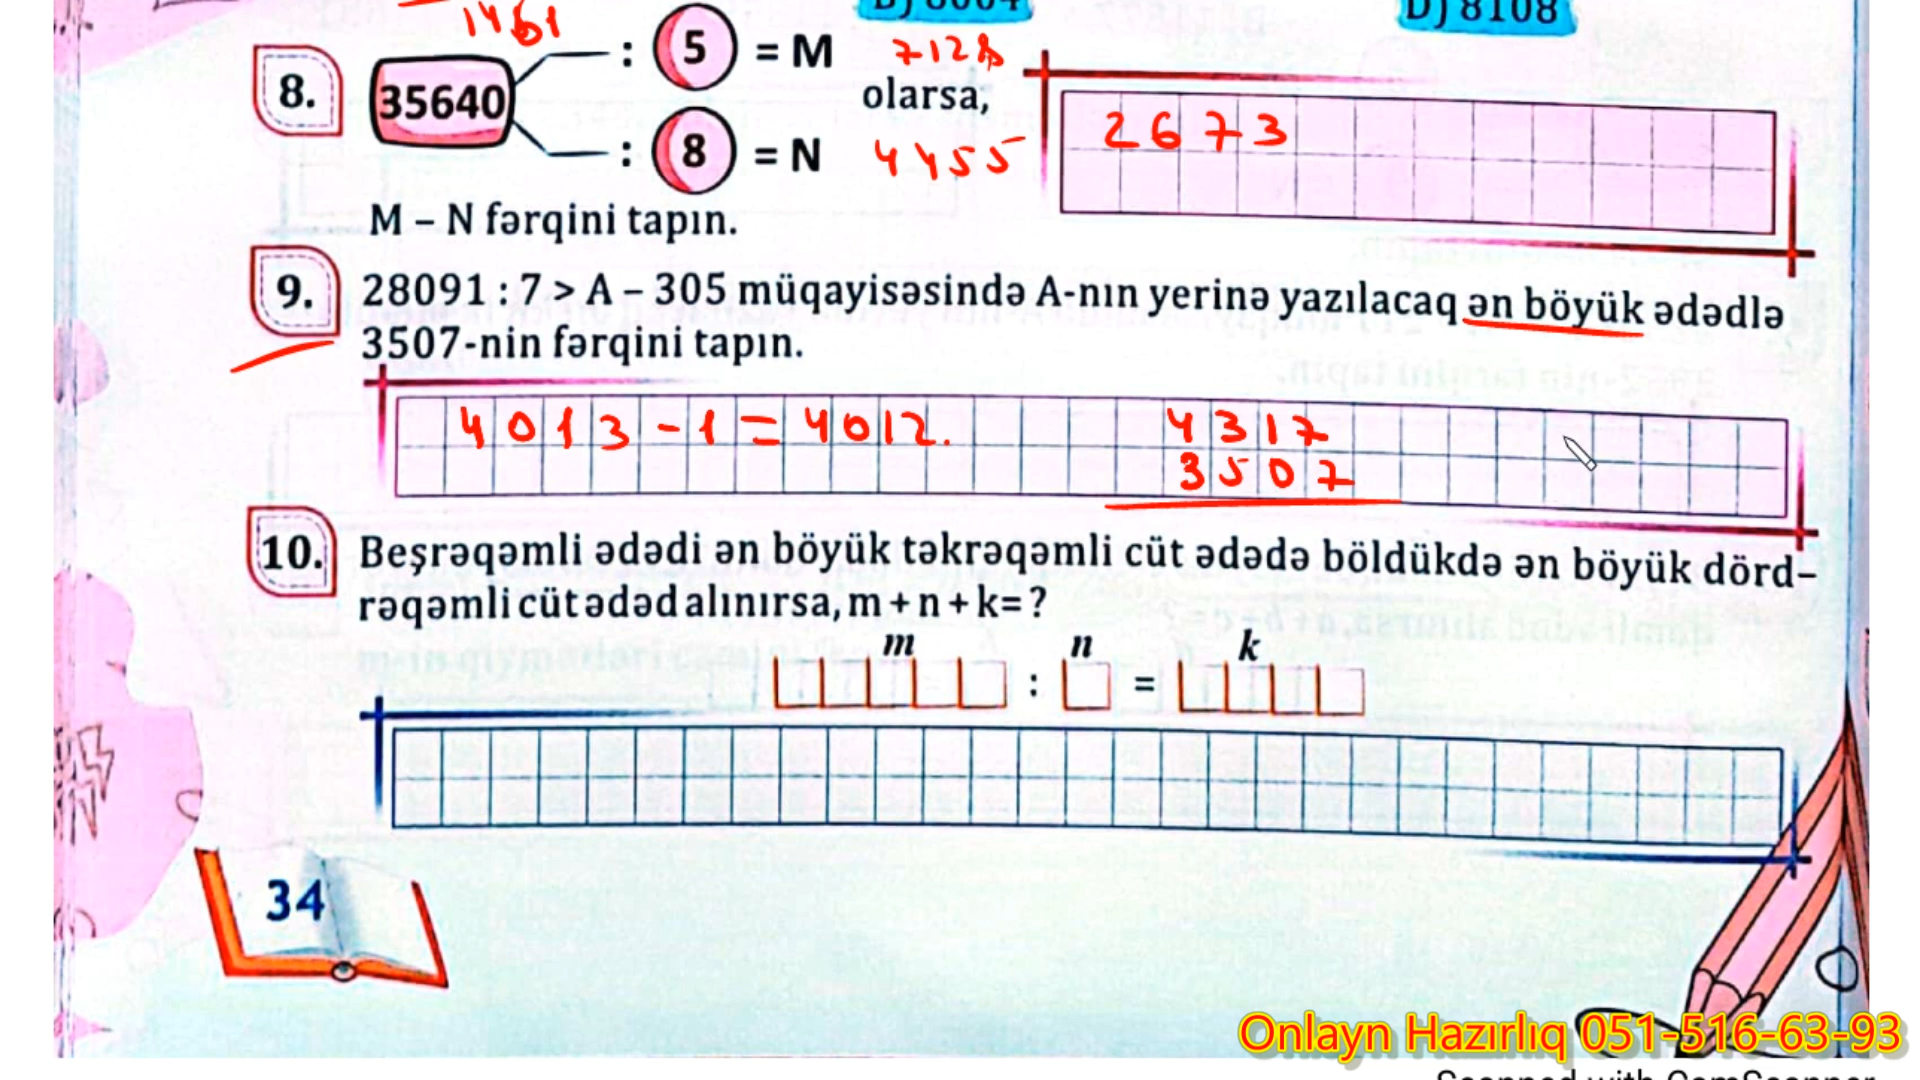 D) 8108
1461
8. 35640 : 5 = M 7128
olarsa,
: 8 = N 4455
2673
M – N fərqini tapın.
9. 28091 : 7 > A – 305 müqayisəsində A-nın yerinə yazılacaq ən böyük ədədlə
3507-nin fərqini tapın.
4013-1=4012. 4317
3507
10. Beşrəqəmli ədədi ən böyük təkrəqəmli cüt ədədə böldükdə ən böyük dörd–
rəqəmli cüt ədəd alınırsa, m + n + k= ?
m n k
: =
34
Onlayn Hazırlıq 051-516-63-93